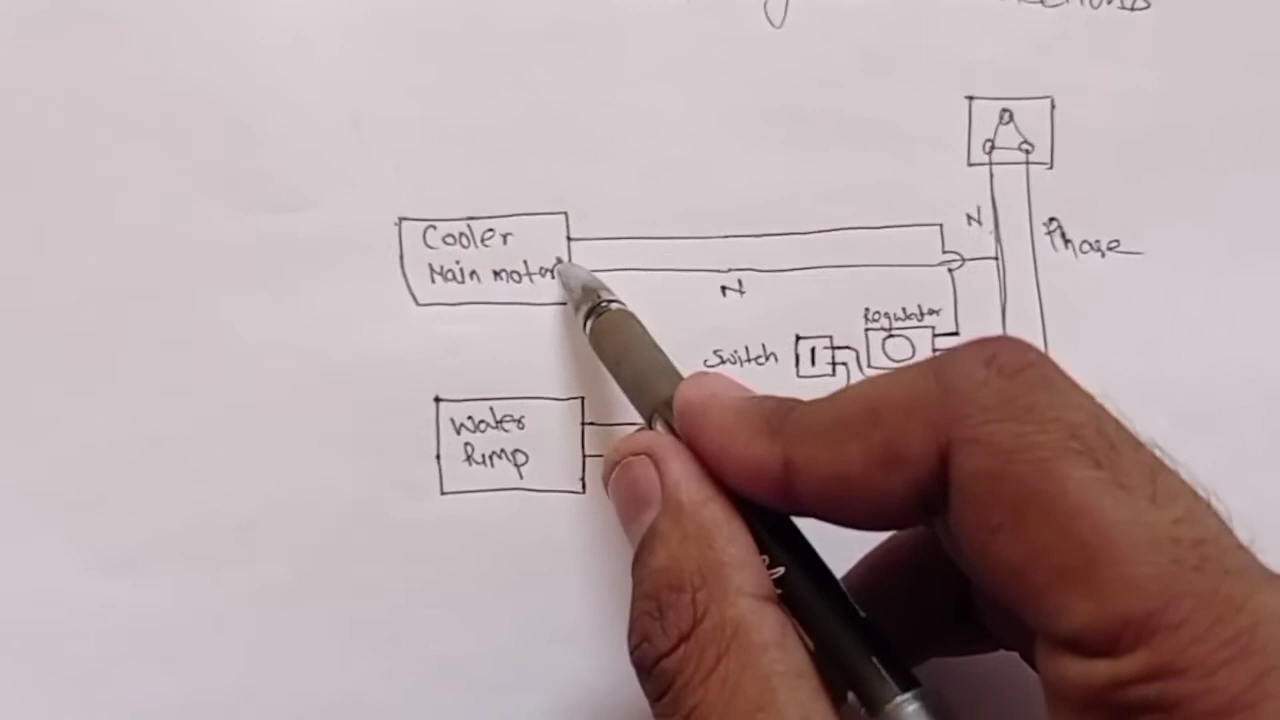 N
Phase
Cooler
Main motor
N
Regulator
Switch
Water
Pump